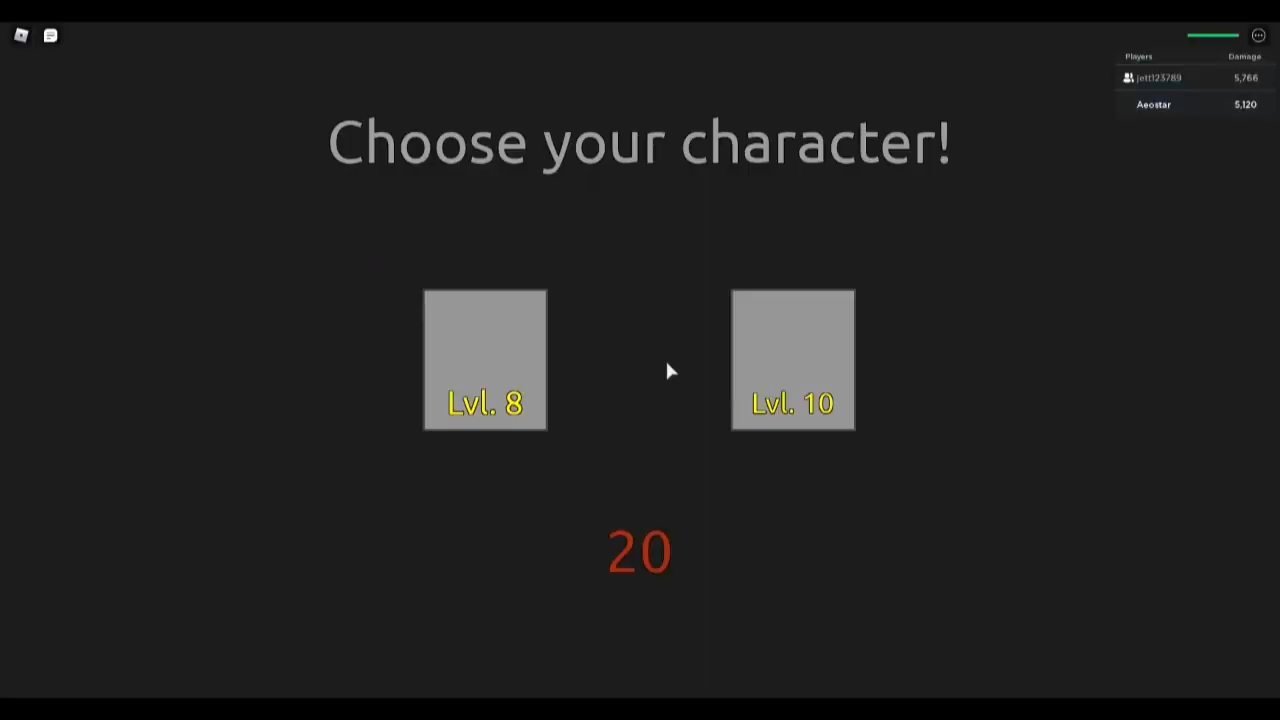 Players Damage
jett123789 5,766
Aeostar 5,120
Choose your character!
Lvl. 8 Lvl. 10
20